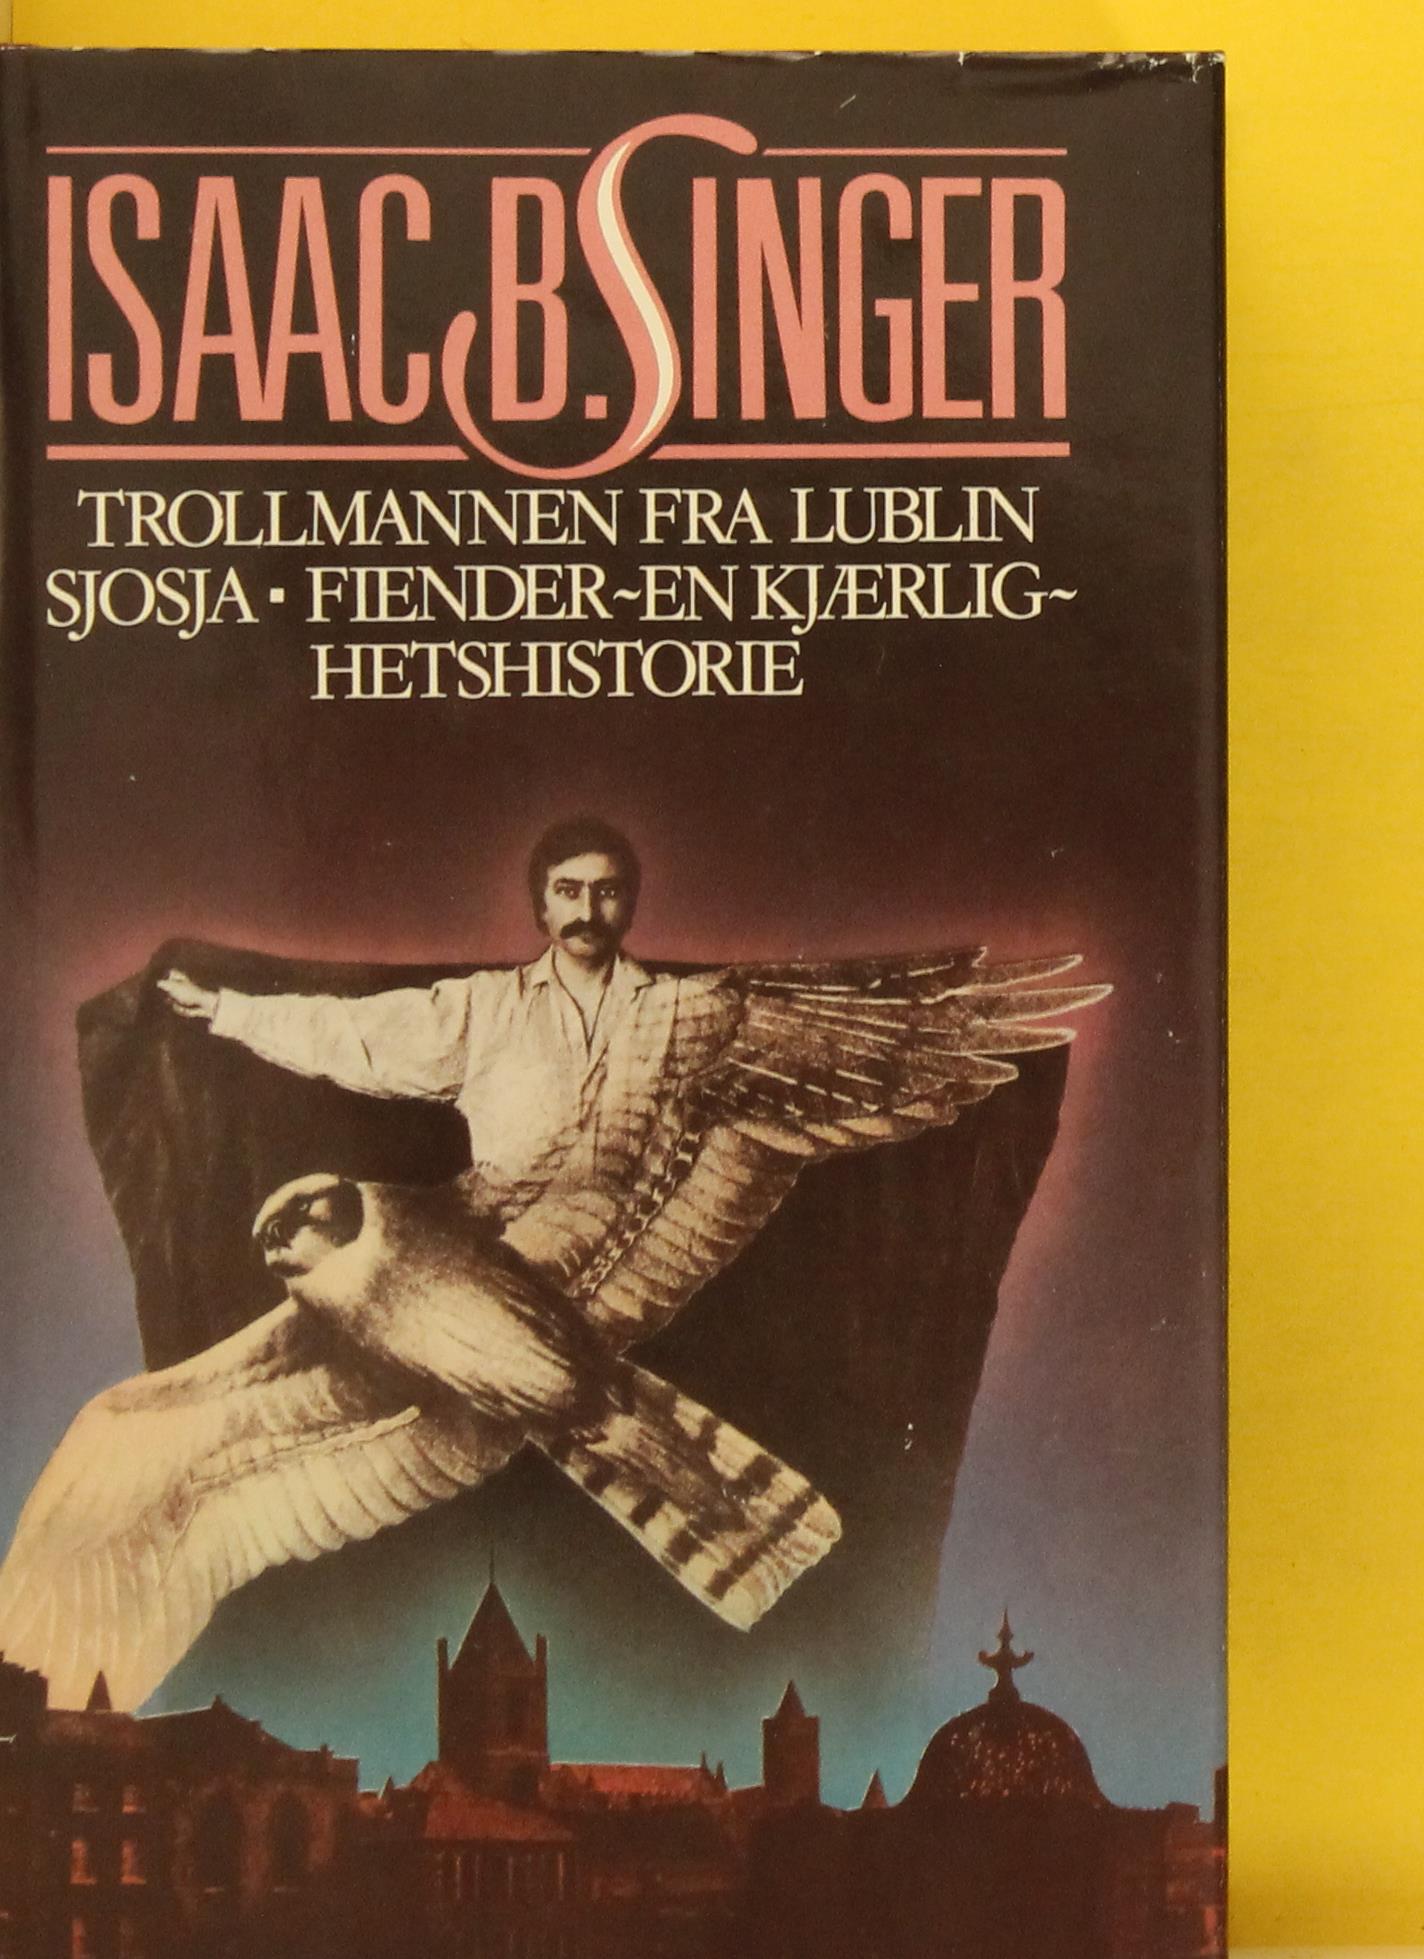 ISAAC B. SINGER
TROLLMANNEN FRA LUBLIN
SJOSJA ▪ FIENDER~EN KJÆRLIG~
HETSHISTORIE